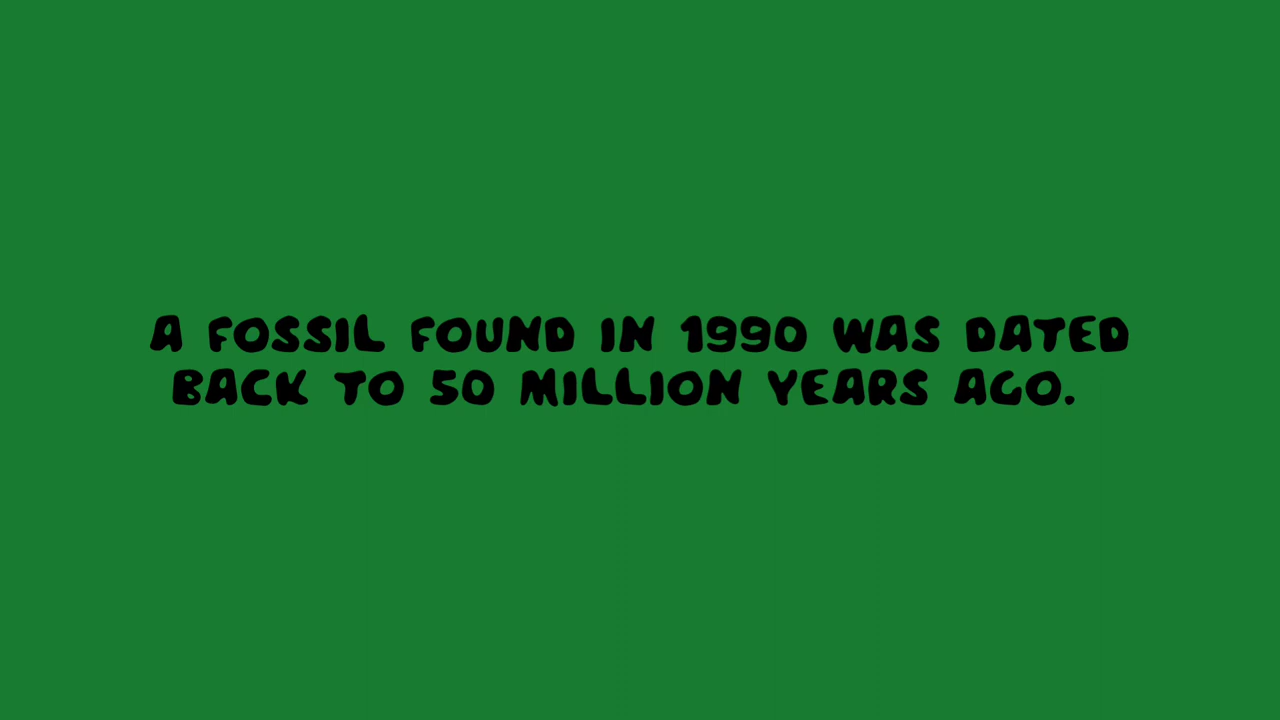 A FOSSIL FOUND IN 1990 WAS DATED
BACK TO 50 MILLION YEARS AGO.